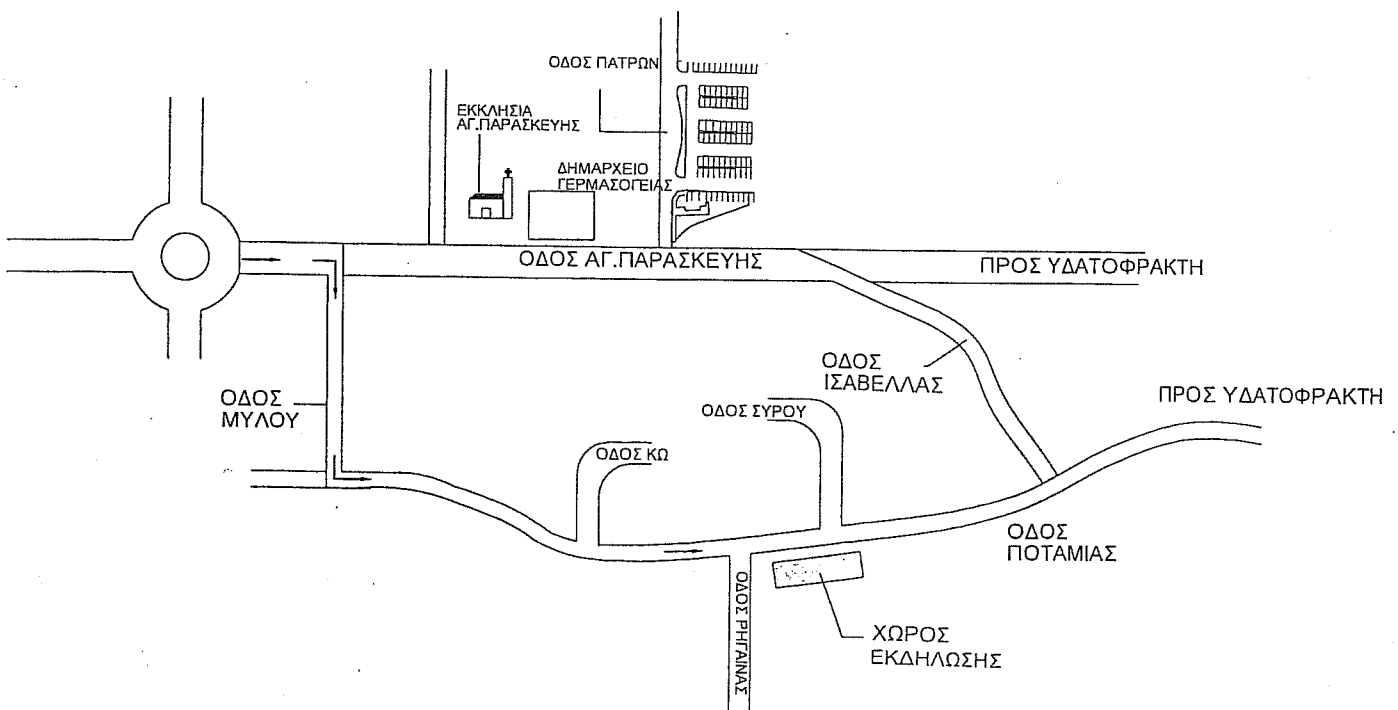 ΟΔΟΣ ΠΑΤΡΩΝ
ΕΚΚΛΗΣΙΑ
ΑΓ.ΠΑΡΑΣΚΕΥΗΣ
ΔΗΜΑΡΧΕΙΟ
ΓΕΡΜΑΣΟΓΕΙΑΣ
ΟΔΟΣ ΑΓ.ΠΑΡΑΣΚΕΥΗΣ
ΠΡΟΣ ΥΔΑΤΟΦΡΑΚΤΗ
ΟΔΟΣ
ΙΣΑΒΕΛΛΑΣ
ΠΡΟΣ ΥΔΑΤΟΦΡΑΚΤΗ
ΟΔΟΣ
ΜΥΛΟΥ
ΟΔΟΣ ΣΥΡΟΥ
ΟΔΟΣ ΚΩ
ΟΔΟΣ
ΠΟΤΑΜΙΑΣ
ΟΔΟΣ ΡΗΓΑΙΝΑΣ
ΧΩΡΟΣ
ΕΚΔΗΛΩΣΗΣ